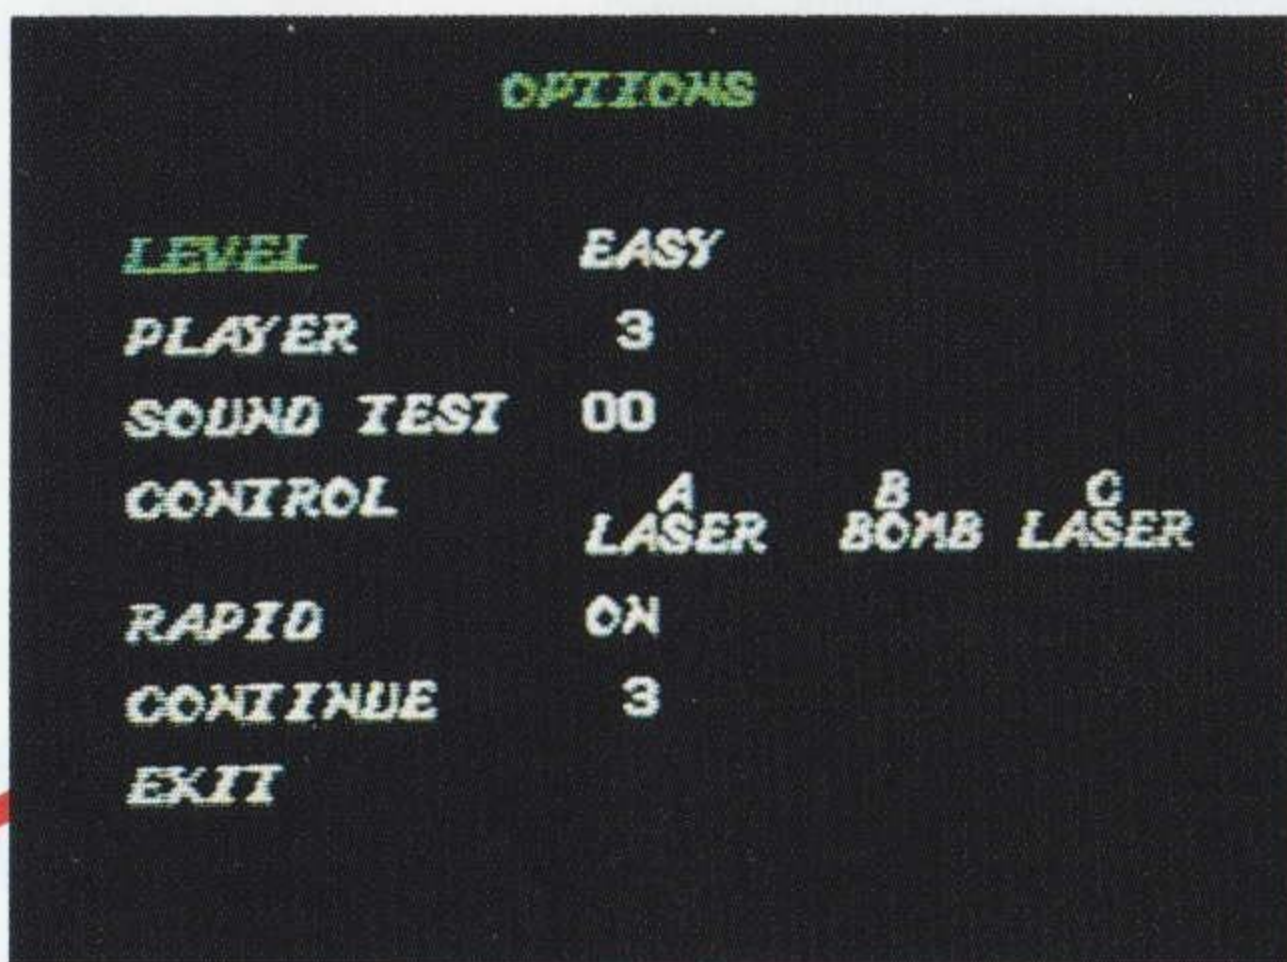 OPTIONS
LEVEL EASY
PLAYER 3
SOUND TEST 00
CONTROL A B C
LASER BOMB LASER
RAPID ON
CONTINUE 3
EXIT